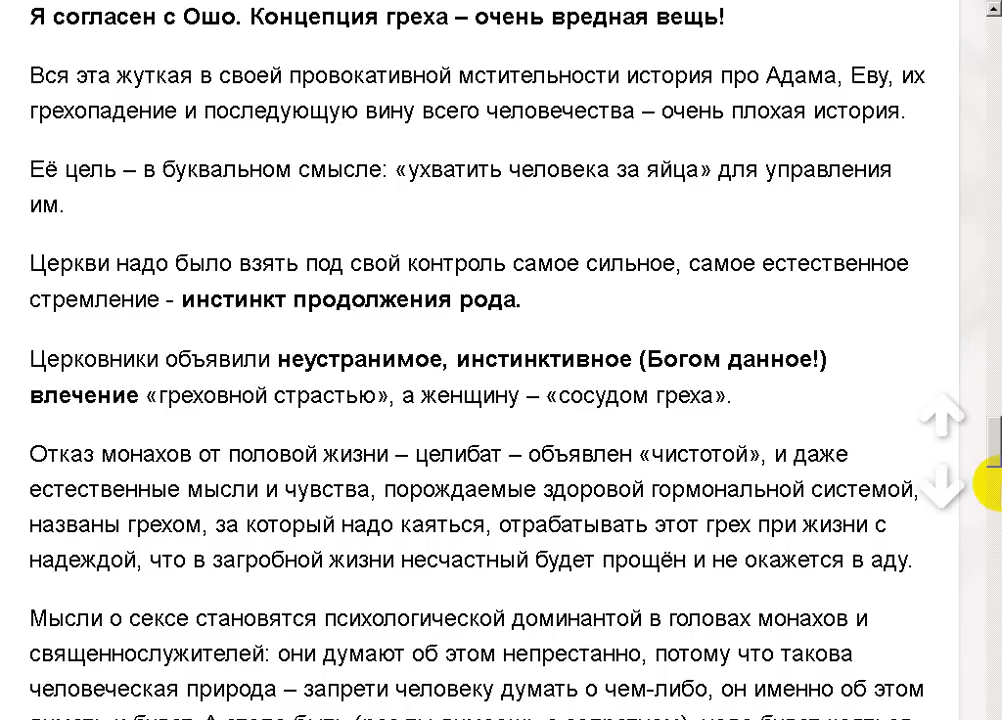 Я согласен с Ошо. Концепция греха – очень вредная вещь!
Вся эта жуткая в своей провокативной мстительности история про Адама, Еву, их
грехопадение и последующую вину всего человечества – очень плохая история.
Её цель – в буквальном смысле: «ухватить человека за яйца» для управления
им.
Церкви надо было взять под свой контроль самое сильное, самое естественное
стремление - инстинкт продолжения рода.
Церковники объявили неустранимое, инстинктивное (Богом данное!)
влечение «греховной страстью», а женщину – «сосудом греха».
Отказ монахов от половой жизни – целибат – объявлен «чистотой», и даже
естественные мысли и чувства, порождаемые здоровой гормональной системой,
названы грехом, за который надо каяться, отрабатывать этот грех при жизни с
надеждой, что в загробной жизни несчастный будет прощён и не окажется в аду.
Мысли о сексе становятся психологической доминантой в головах монахов и
священнослужителей: они думают об этом непрестанно, потому что такова
человеческая природа – запрети человеку думать о чем-либо, он именно об этом